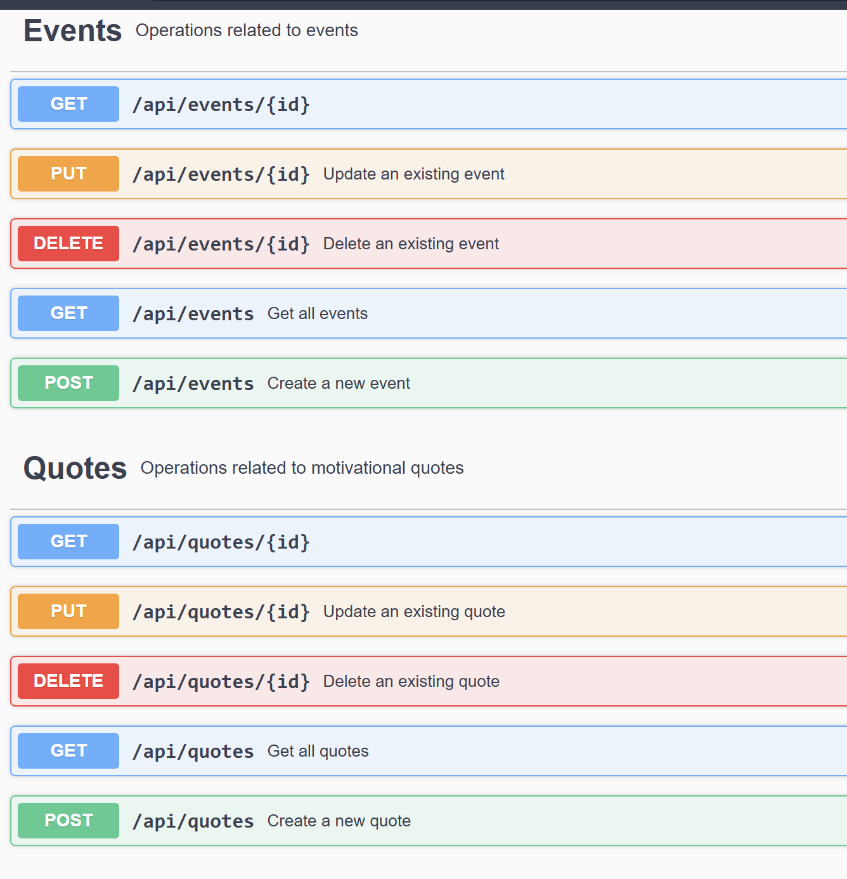 Events Operations related to events
GET /api/events/{id}
PUT /api/events/{id} Update an existing event
DELETE /api/events/{id} Delete an existing event
GET /api/events Get all events
POST /api/events Create a new event
Quotes Operations related to motivational quotes
GET /api/quotes/{id}
PUT /api/quotes/{id} Update an existing quote
DELETE /api/quotes/{id} Delete an existing quote
GET /api/quotes Get all quotes
POST /api/quotes Create a new quote